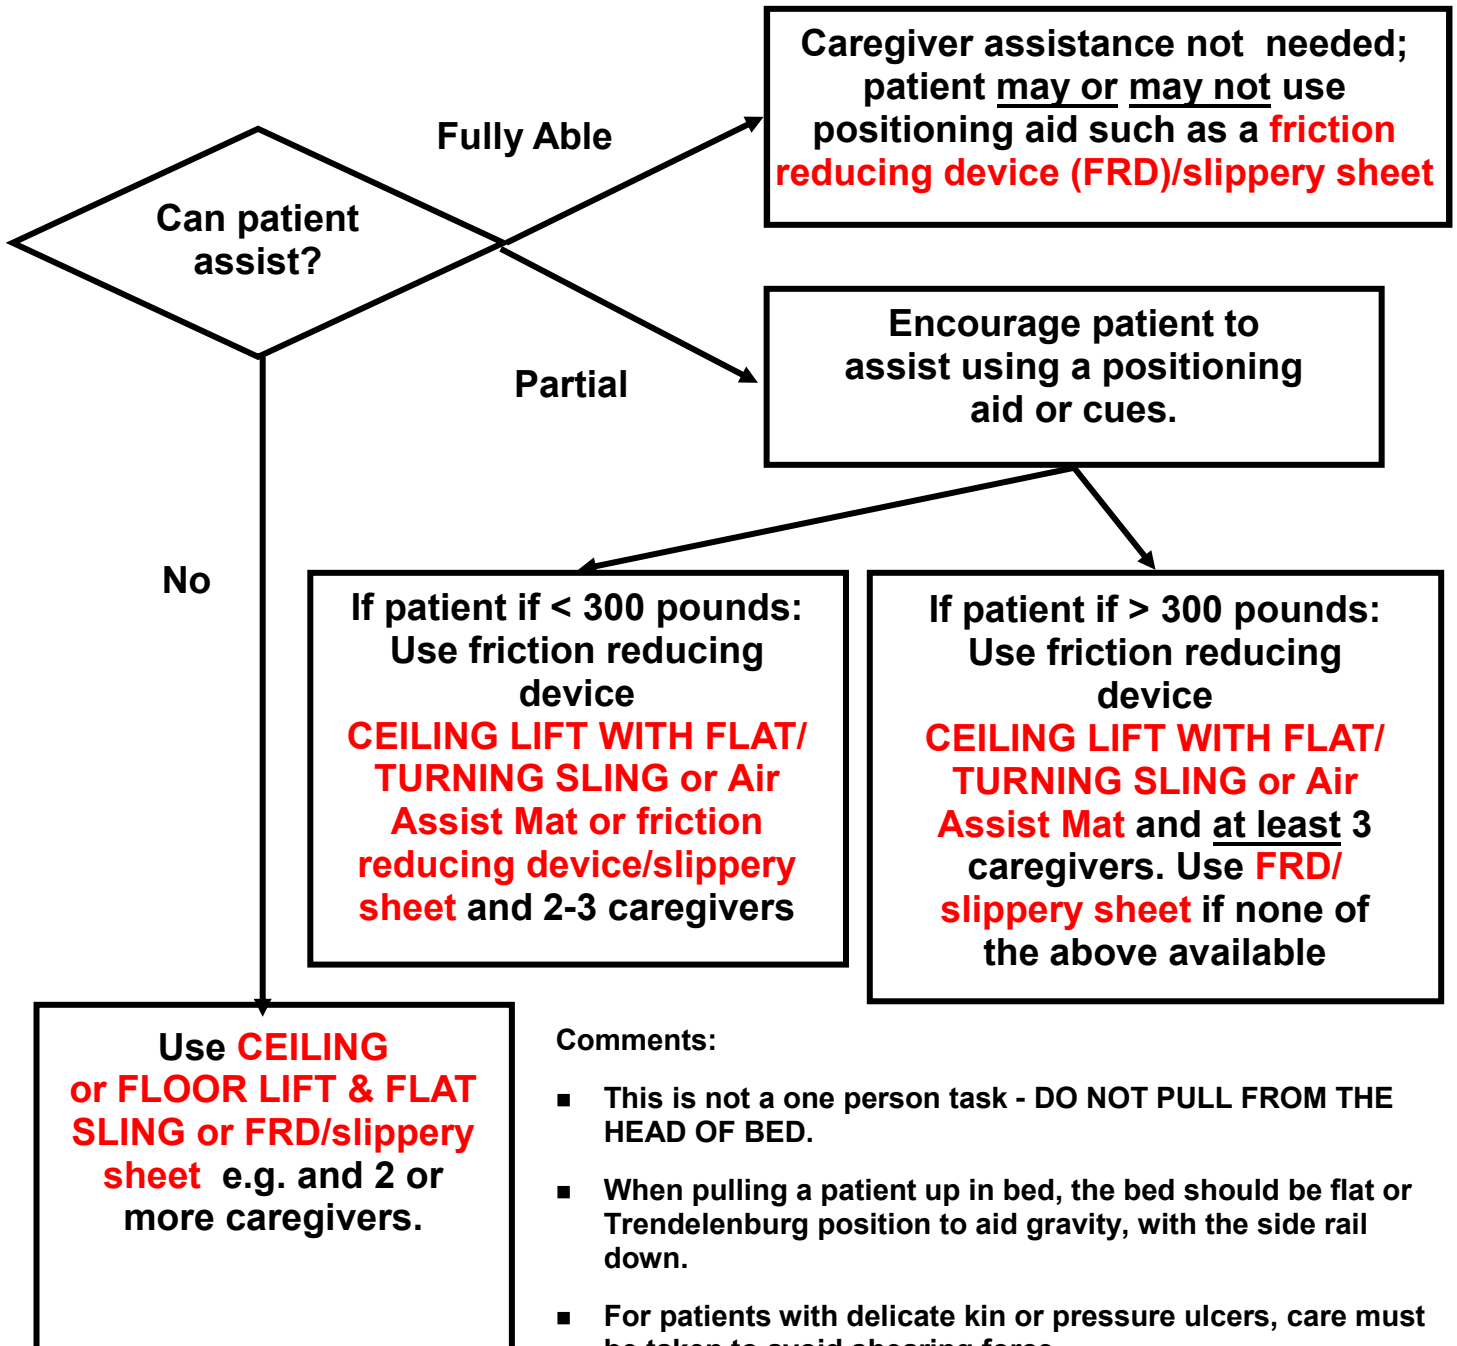 Caregiver assistance not needed;
patient may or may not use
positioning aid such as a friction
reducing device (FRD)/slippery sheet
Fully Able
Can patient
assist?
Encourage patient to
assist using a positioning
aid or cues.
Partial
No
If patient if < 300 pounds:
Use friction reducing
device
CEILING LIFT WITH FLAT/
TURNING SLING or Air
Assist Mat or friction
reducing device/slippery
sheet and 2-3 caregivers
If patient if > 300 pounds:
Use friction reducing
device
CEILING LIFT WITH FLAT/
TURNING SLING or Air
Assist Mat and at least 3
caregivers. Use FRD/
slippery sheet if none of
the above available
Use CEILING
or FLOOR LIFT & FLAT
SLING or FRD/slippery
sheet e.g. and 2 or
more caregivers.
Comments:
■ This is not a one person task - DO NOT PULL FROM THE
HEAD OF BED.
■ When pulling a patient up in bed, the bed should be flat or
Trendelenburg position to aid gravity, with the side rail
down.
■ For patients with delicate kin or pressure ulcers, care must
be taken to avoid shearing force